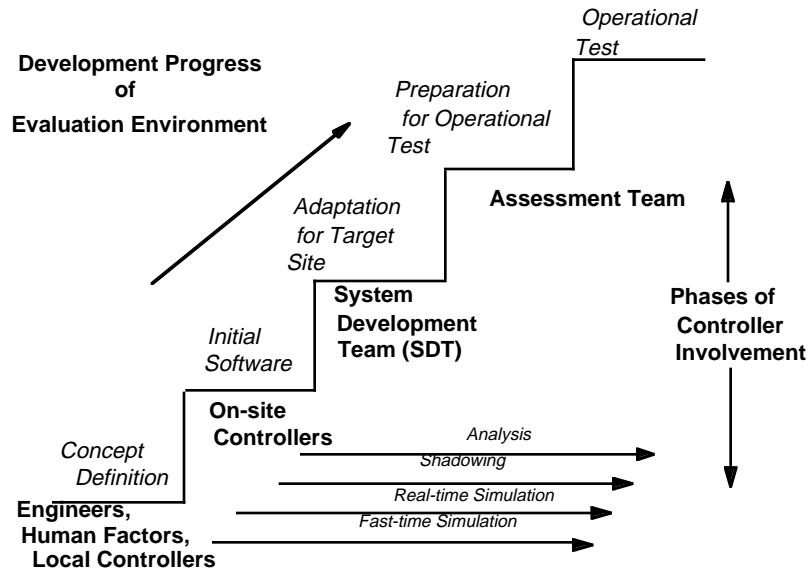 Operational
Test
Development Progress
of
Evaluation Environment
Preparation
for Operational
Test
Assessment Team
Adaptation
for Target
Site
System
Development
Team (SDT)
Phases of
Controller
Involvement
Initial
Software
On-site
Controllers
Concept
Definition
Engineers,
Human Factors,
Local Controllers
Analysis
Shadowing
Real-time Simulation
Fast-time Simulation